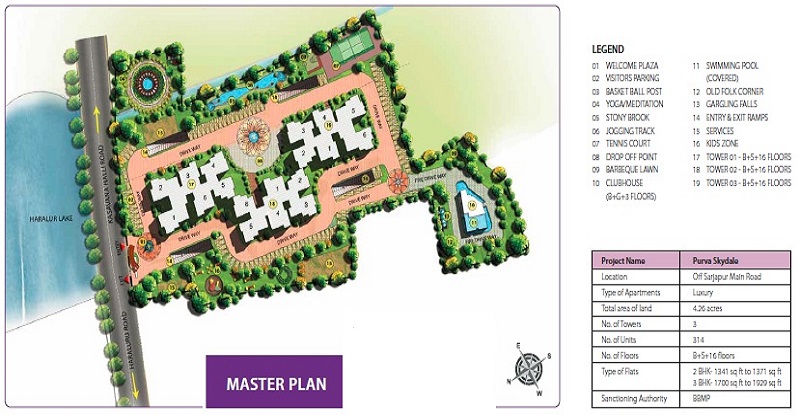 LEGEND
01 WELCOME PLAZA
02 VISITORS PARKING
03 BASKET BALL POST
04 YOGA/MEDITATION
05 STONY BROOK
06 JOGGING TRACK
07 TENNIS COURT
08 DROP OFF POINT
09 BARBEQUE LAWN
10 CLUBHOUSE
(B+G+3 FLOORS)
11 SWIMMING POOL
(COVERED)
12 OLD FOLK CORNER
13 GARGLING FALLS
14 ENTRY & EXIT RAMPS
15 SERVICES
16 KIDS ZONE
17 TOWER 01 - B+S+16 FLOORS
18 TOWER 02 - B+S+16 FLOORS
19 TOWER 03 - B+S+16 FLOORS
HARALUR LAKE
KASAVANA HALLI ROAD
HARALURU ROAD
DRIVE WAY
DRIVE WAY
DRIVE WAY
DRIVE WAY
DRIVE WAY
FIRE DRIVE WAY
FIRE DRIVE WAY
MASTER PLAN
E
S
N
W
Project Name Purva Skydale
Location Off Sarjapur Main Road
Type of Apartments Luxury
Total area of land 4.26 acres
No. of Towers 3
No. of Units 314
No. of Floors B+S+16 floors
Type of Flats 2 BHK- 1341 sq ft to 1371 sq ft
3 BHK- 1700 sq ft to 1929 sq ft
Sanctioning Authority BBMP